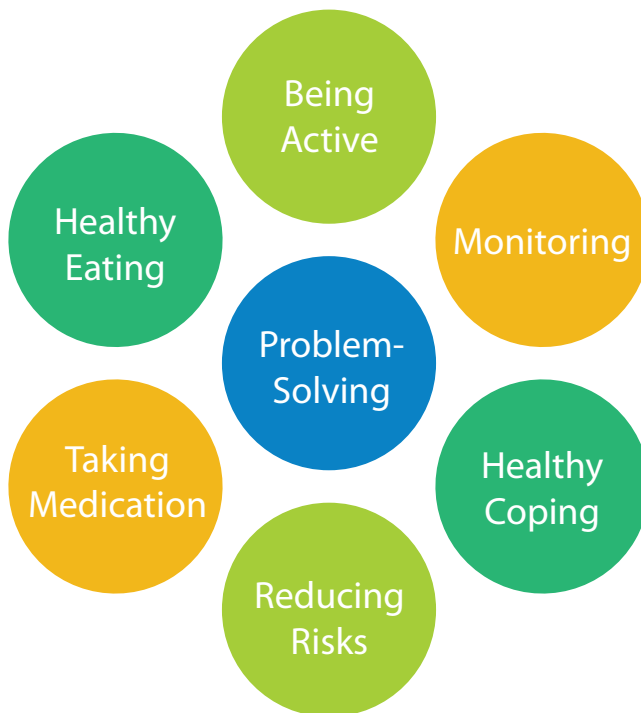 Being
Active
Healthy
Eating
Monitoring
Problem-
Solving
Taking
Medication
Healthy
Coping
Reducing
Risks